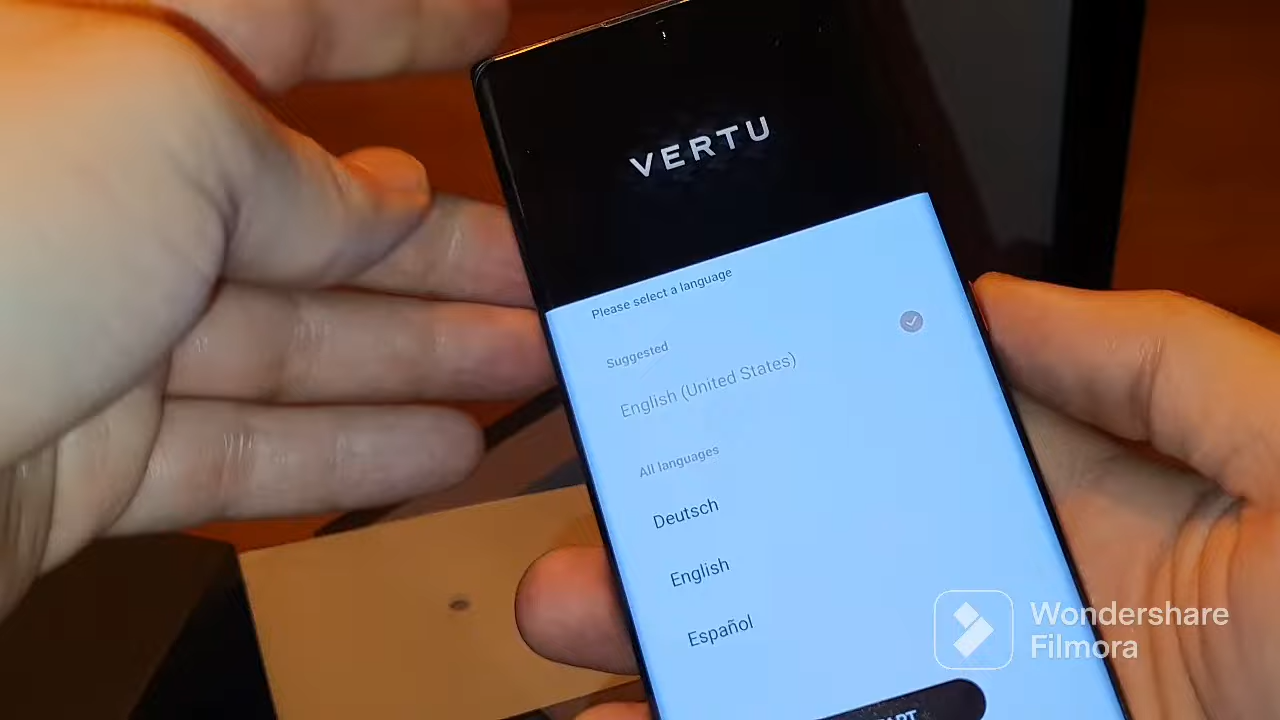 VERTU
Please select a language
Suggested
English (United States)
All languages
Deutsch
English
Español
Wondershare
Filmora